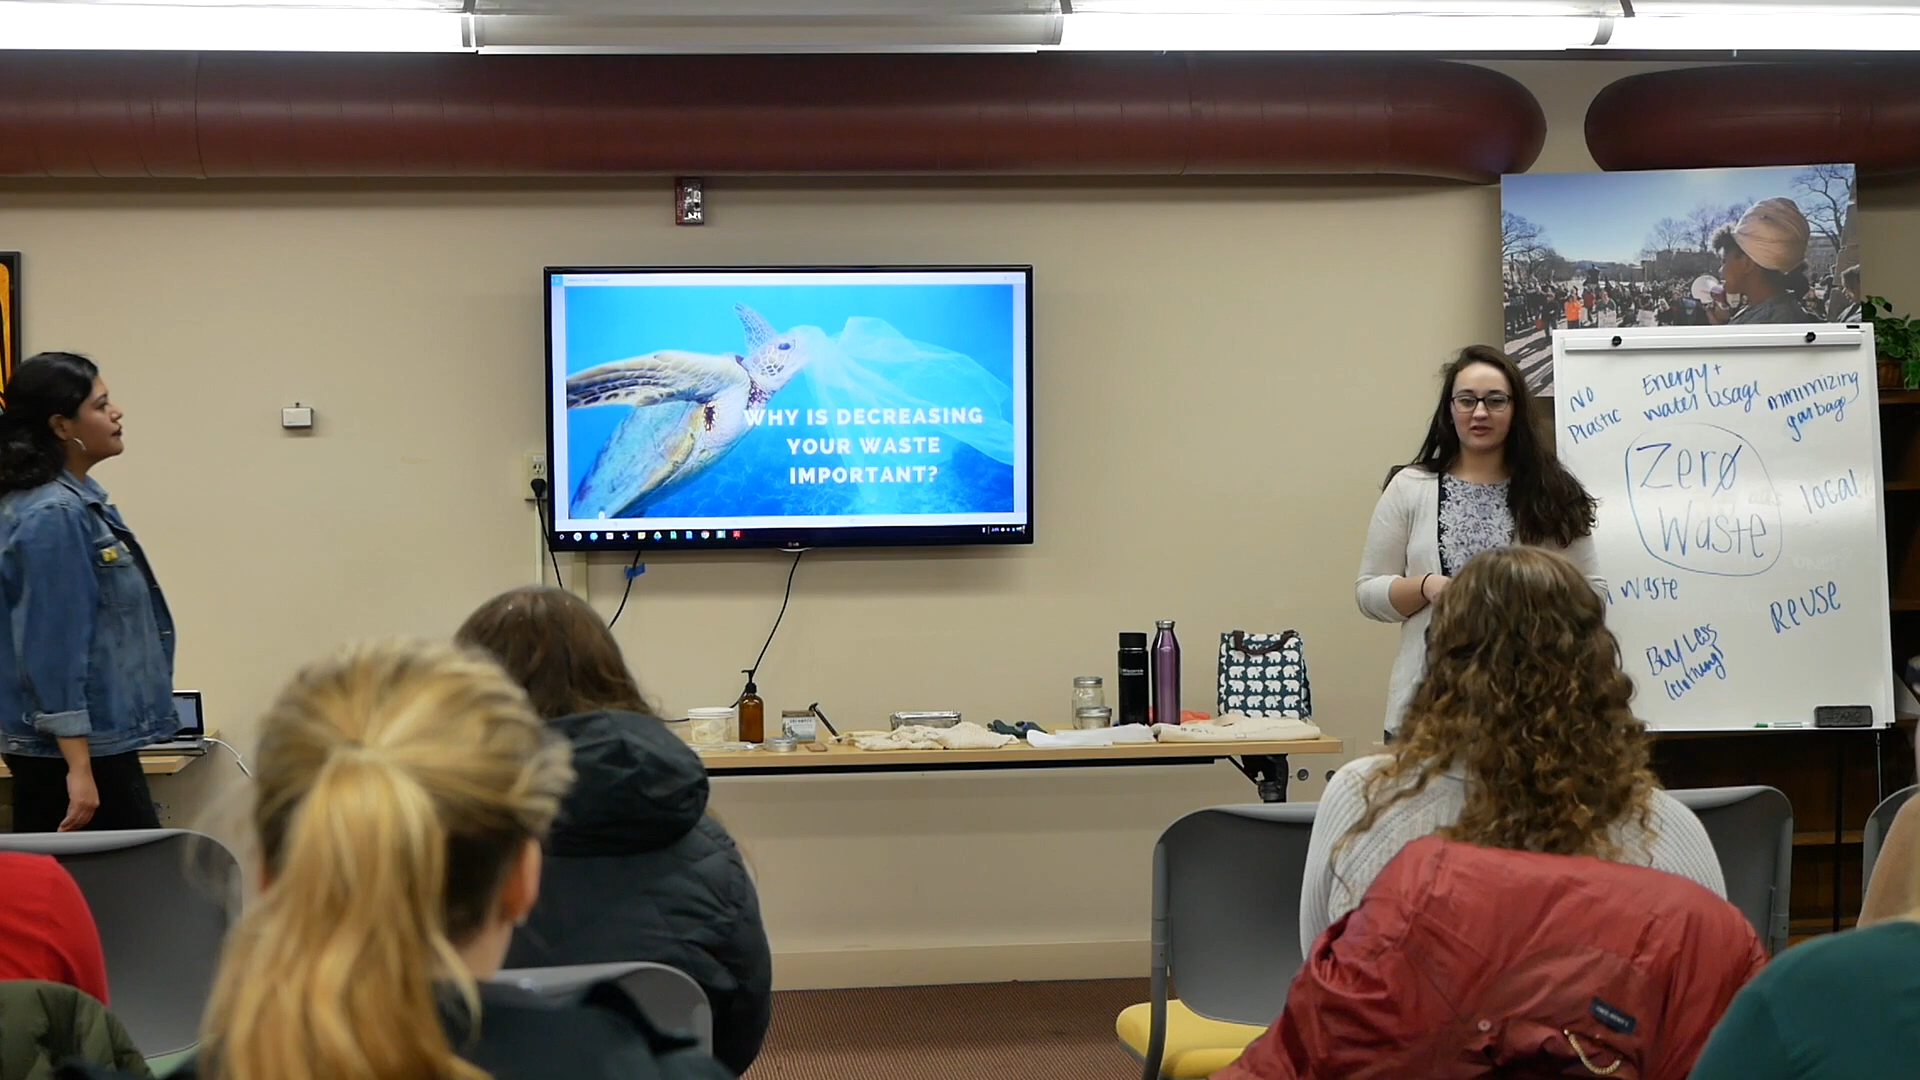 WHY IS DECREASING
YOUR WASTE
IMPORTANT?
No
Plastic
Energy +
water usage
minimizing
garbage
Zero
Waste
local
Waste
Reuse
Buy Less
(clothing)